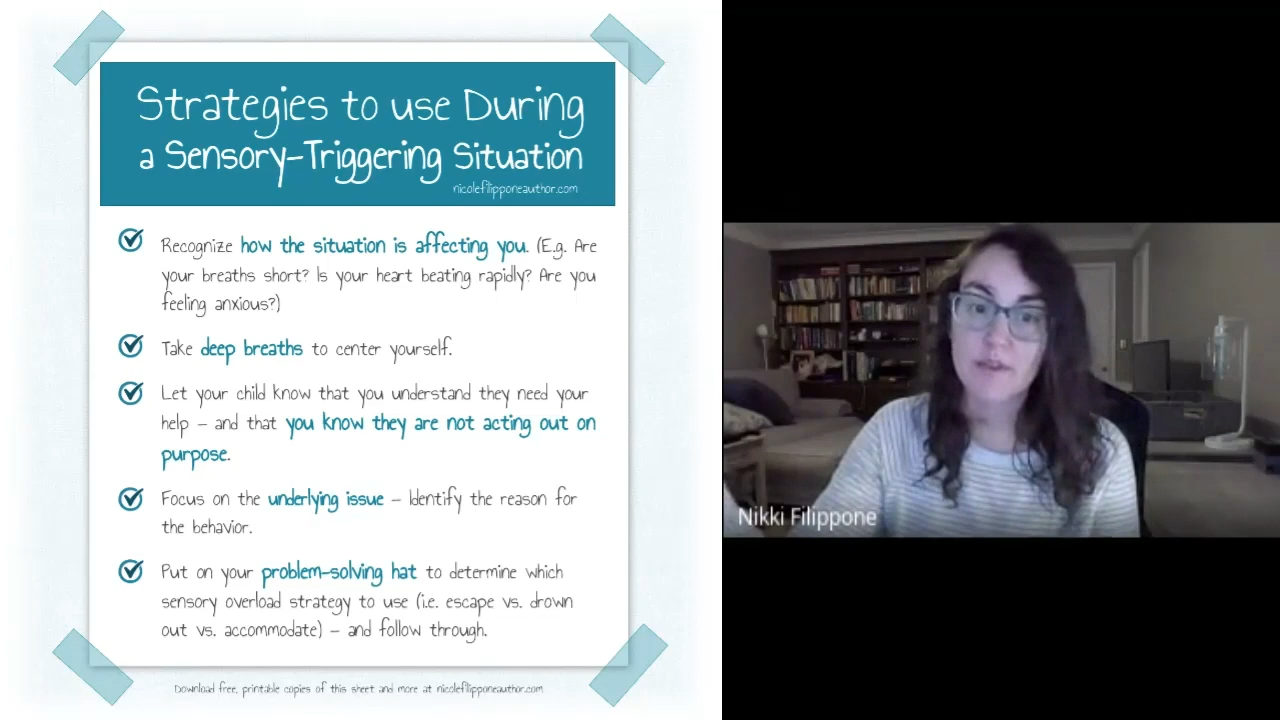 Strategies to use During
a Sensory-Triggering Situation
nicolefilipponeauthor.com
Recognize how the situation is affecting you. (E.g. Are
your breaths short? Is your heart beating rapidly? Are you
feeling anxious?)
Take deep breaths to center yourself.
Let your child know that you understand they need your
help – and that you know they are not acting out on
purpose.
Focus on the underlying issue – Identify the reason for
the behavior.
Put on your problem-solving hat to determine which
sensory overload strategy to use (i.e. escape vs. drown
out vs. accommodate) – and follow through.
Download free, printable copies of this sheet and more at nicolefilipponeauthor.com
Nikki Filippone